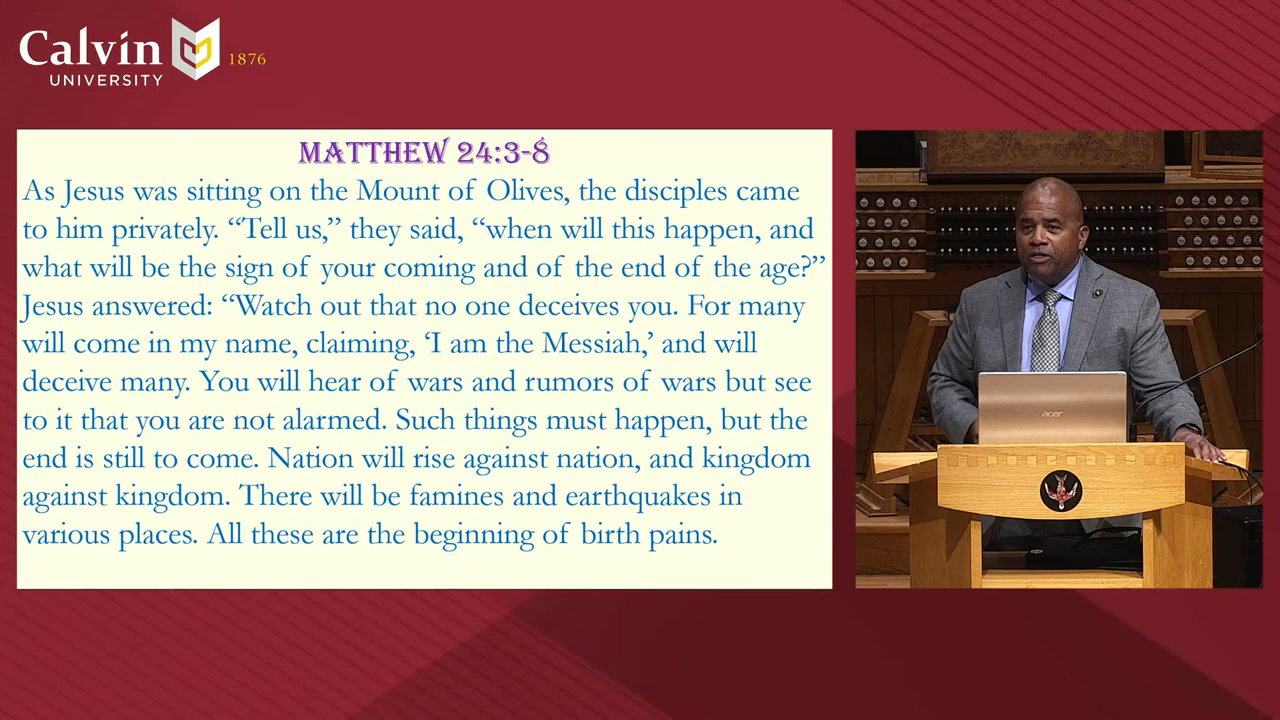 Calvin
UNIVERSITY
1876
MATTHEW 24:3-8
As Jesus was sitting on the Mount of Olives, the disciples came
to him privately. “Tell us,” they said, “when will this happen, and
what will be the sign of your coming and of the end of the age?”
Jesus answered: “Watch out that no one deceives you. For many
will come in my name, claiming, ‘I am the Messiah,’ and will
deceive many. You will hear of wars and rumors of wars but see
to it that you are not alarmed. Such things must happen, but the
end is still to come. Nation will rise against nation, and kingdom
against kingdom. There will be famines and earthquakes in
various places. All these are the beginning of birth pains.
acer